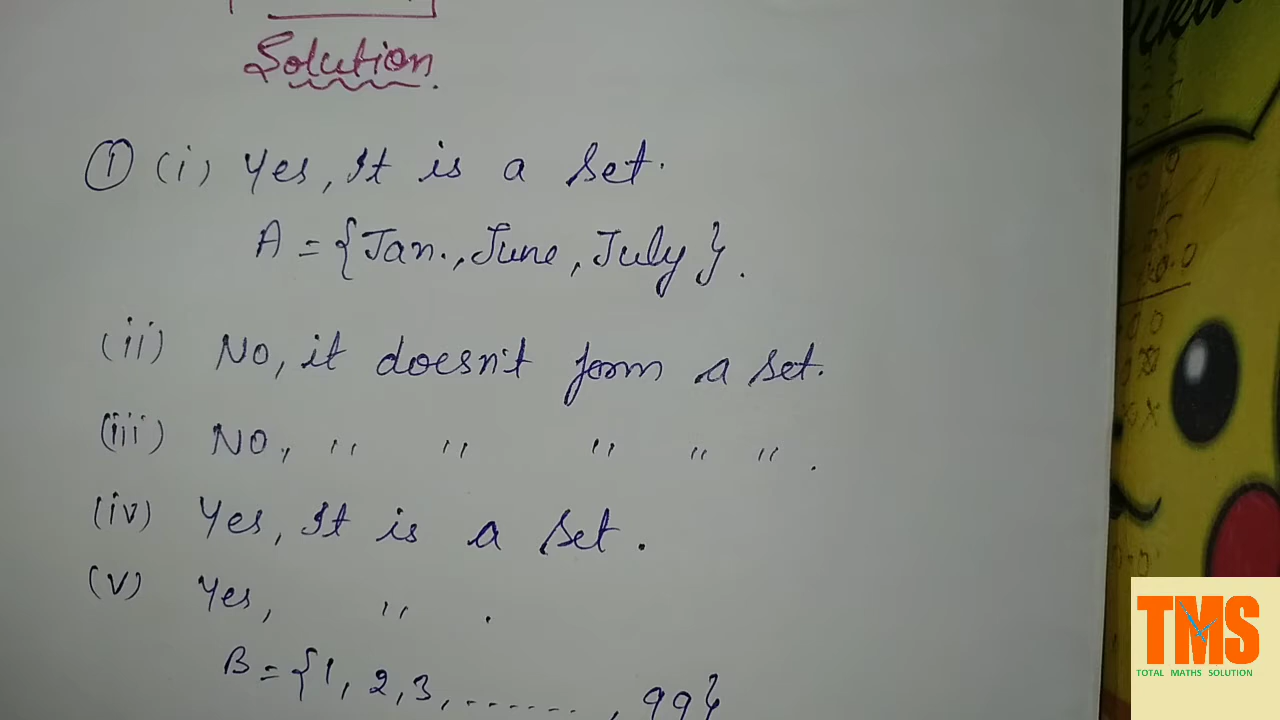 Solution.
① (i) Yes, It is a set.
A = {Jan., June, July}.
(ii) No, it doesn't form a set.
(iii) No, " " " " " .
(iv) Yes, It is a set.
(v) Yes, " .
B = {1, 2, 3, ......, 99}
TMS
TOTAL MATHS SOLUTION